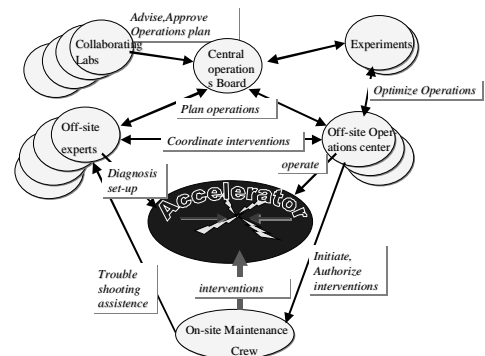 Advise,Approve
Operations plan
Collaborating
Labs
Central
operation
s Board
Experiments
Plan operations
Optimize Operations
Off-site
experts
Coordinate interventions
Off-site Oper-
ations center
Diagnosis
set-up
operate
Accelerator
Trouble
shooting
assistence
interventions
Initiate,
Authorize
interventions
On-site Maintenance
Crew